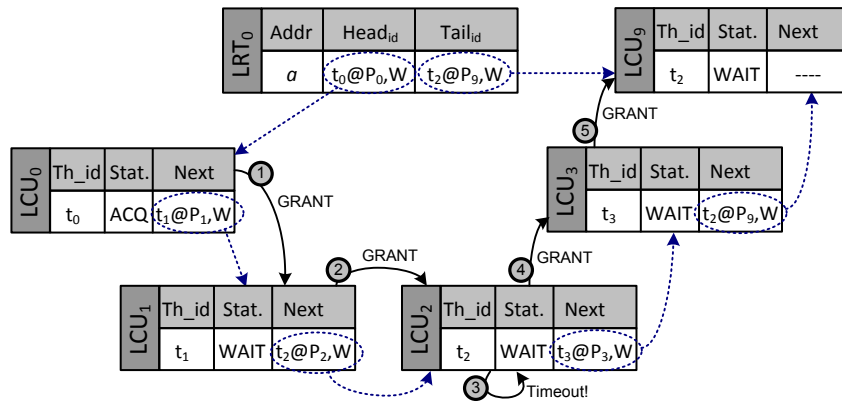 LRT0
Addr Head_id Tail_id
a t0@P0,W t2@P9,W
LCU9
Th_id Stat. Next
t2 WAIT ----
5 GRANT
LCU0
Th_id Stat. Next
t0 ACQ t1@P1,W
1 GRANT
LCU3
Th_id Stat. Next
t3 WAIT t2@P9,W
2 GRANT
4 GRANT
LCU1
Th_id Stat. Next
t1 WAIT t2@P2,W
LCU2
Th_id Stat. Next
t2 WAIT t3@P3,W
3 Timeout!